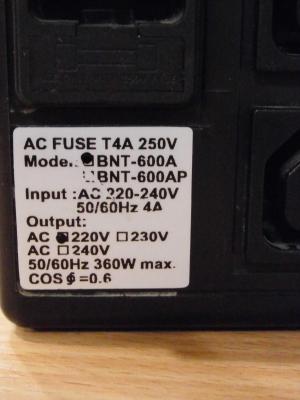 AC FUSE T4A 250V
Model: BNT-600A
BNT-600AP
Input :AC 220-240V
50/60Hz 4A
Output:
AC 220V 230V
AC 240V
50/60Hz 360W max.
COS ϕ =0.6